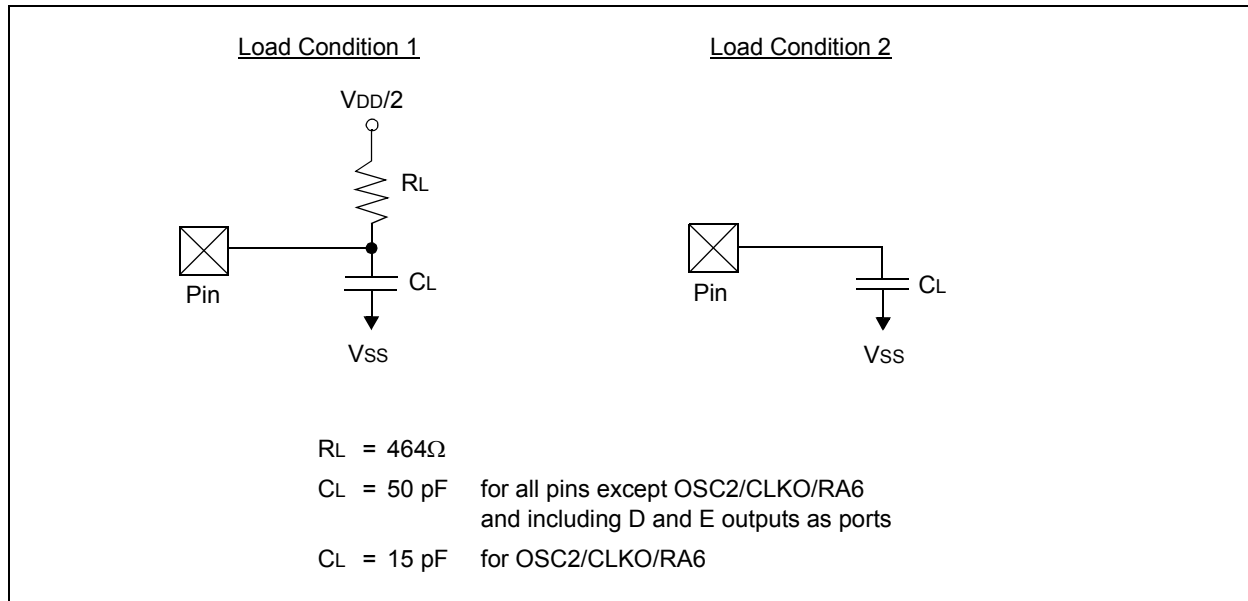 Load Condition 1
Load Condition 2
VDD/2
RL
Pin
CL
VSS
Pin
CL
VSS
RL = 464Ω
CL = 50 pF for all pins except OSC2/CLKO/RA6
and including D and E outputs as ports
CL = 15 pF for OSC2/CLKO/RA6